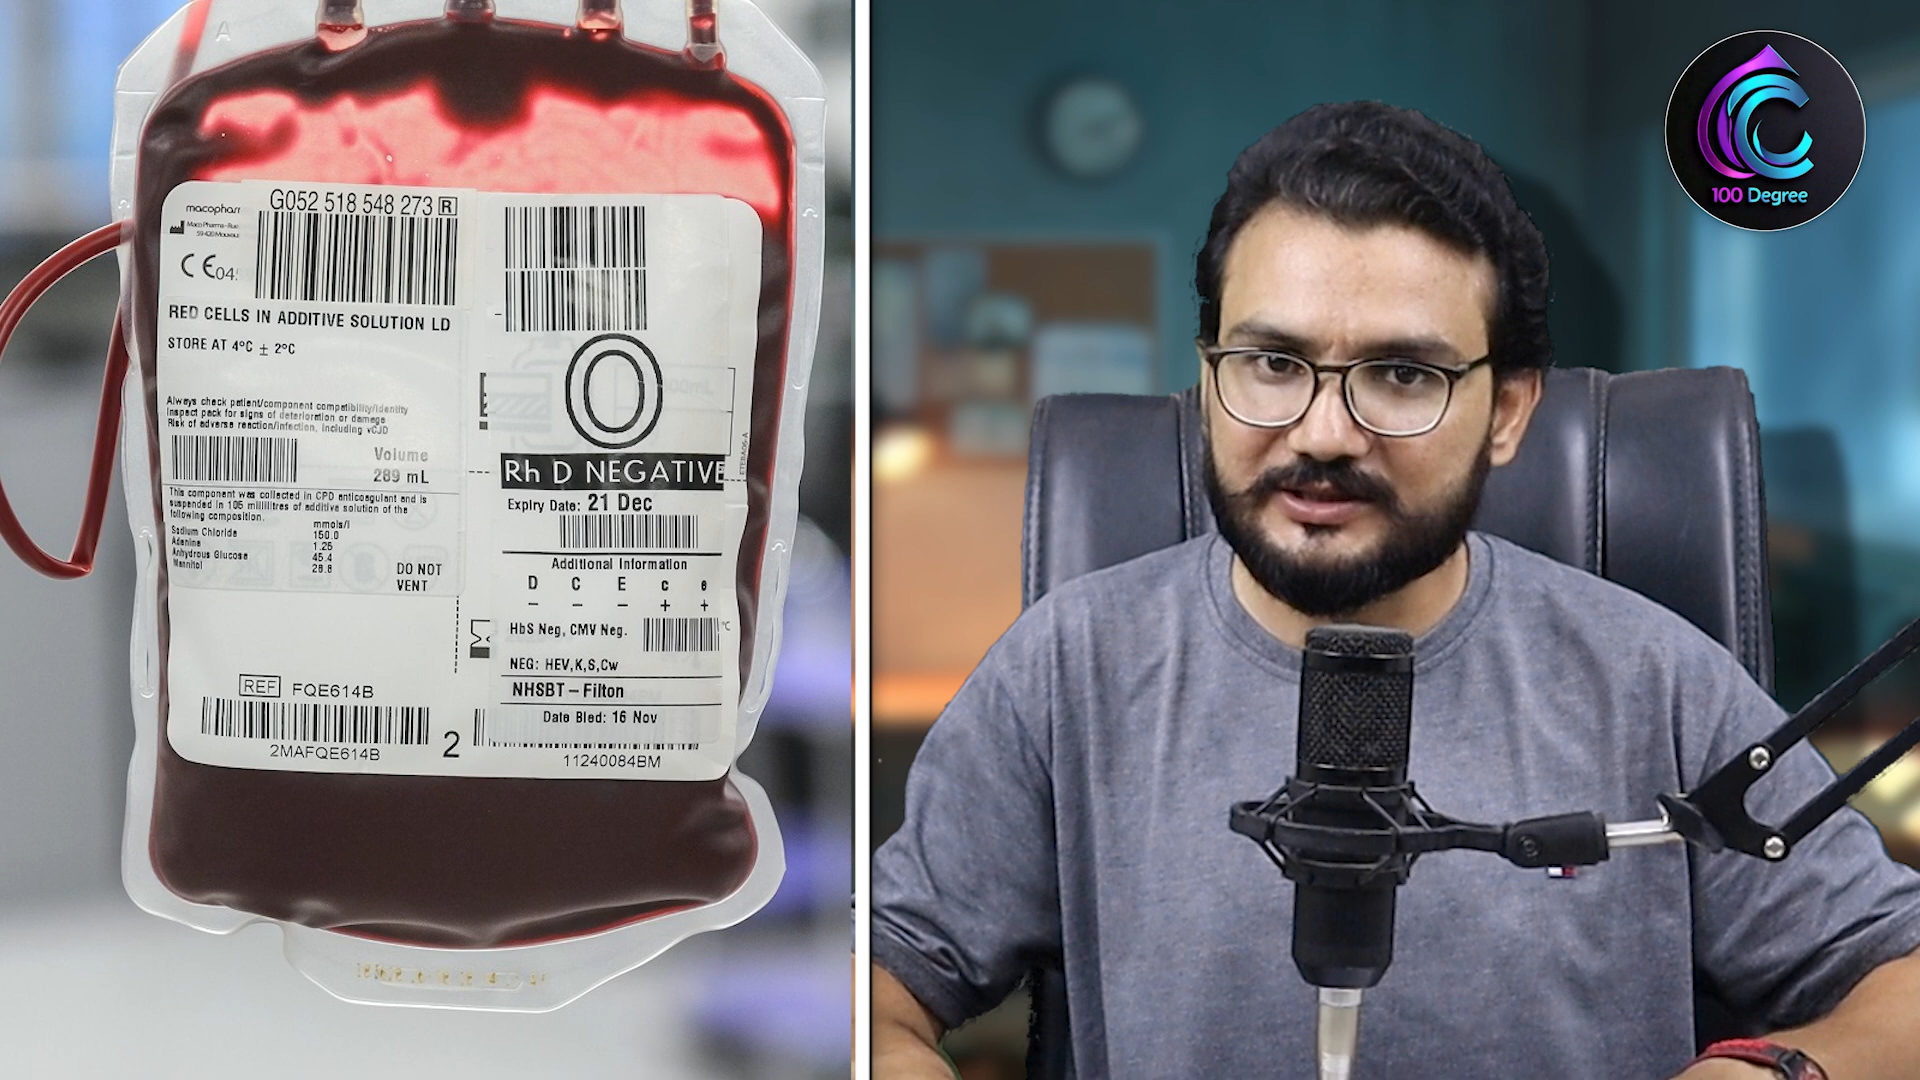 G052 518 548 273 R
macopharr
Maco Pharma - Rue
CE 04
RED CELLS IN ADDITIVE SOLUTION LD
STORE AT 4°C ± 2°C
Always check patient/component compatibility/identity
Inspect pack for signs of deterioration or damage
Risk of adverse reaction/infection, including vCJD
Volume
289 mL
This component was collected in CPD anticoagulant and is
suspended in 105 millilitres of additive solution of the
following composition.
mmols/l
Sodium Chloride 150.0
Adenine 1.25
Anhydrous Glucose 45.4
Mannitol 28.8
DO NOT
VENT
REF FQE614B
2MAFQE614B
2
O
Rh D NEGATIVE
Expiry Date: 21 Dec
Additional Information
D C E c e
- - - + +
HbS Neg, CMV Neg.
NEG: HEV,K,S,Cw
NHSBT - Filton
Date Bled: 16 Nov
11240084BM
100 Degree